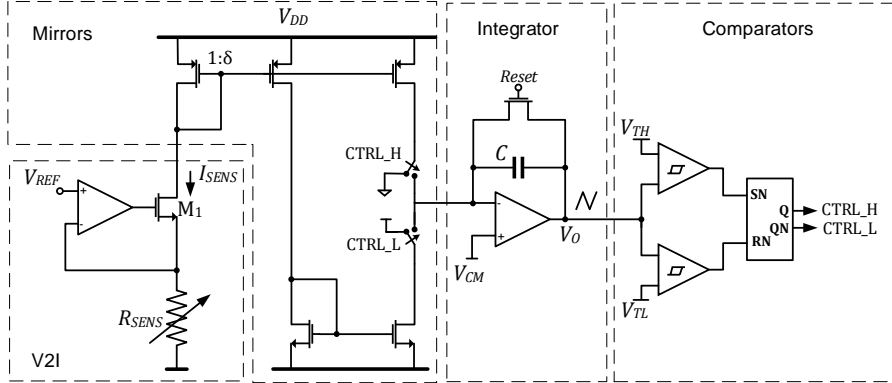 Mirrors
V_DD
Integrator
Comparators
1:δ
Reset
V_TH
CTRL_H
C
V_REF
I_SENS
+
-
M_1
SN
Q
CTRL_H
QN
CTRL_L
RN
-
+
V_O
CTRL_L
V_CM
V_TL
R_SENS
V2I